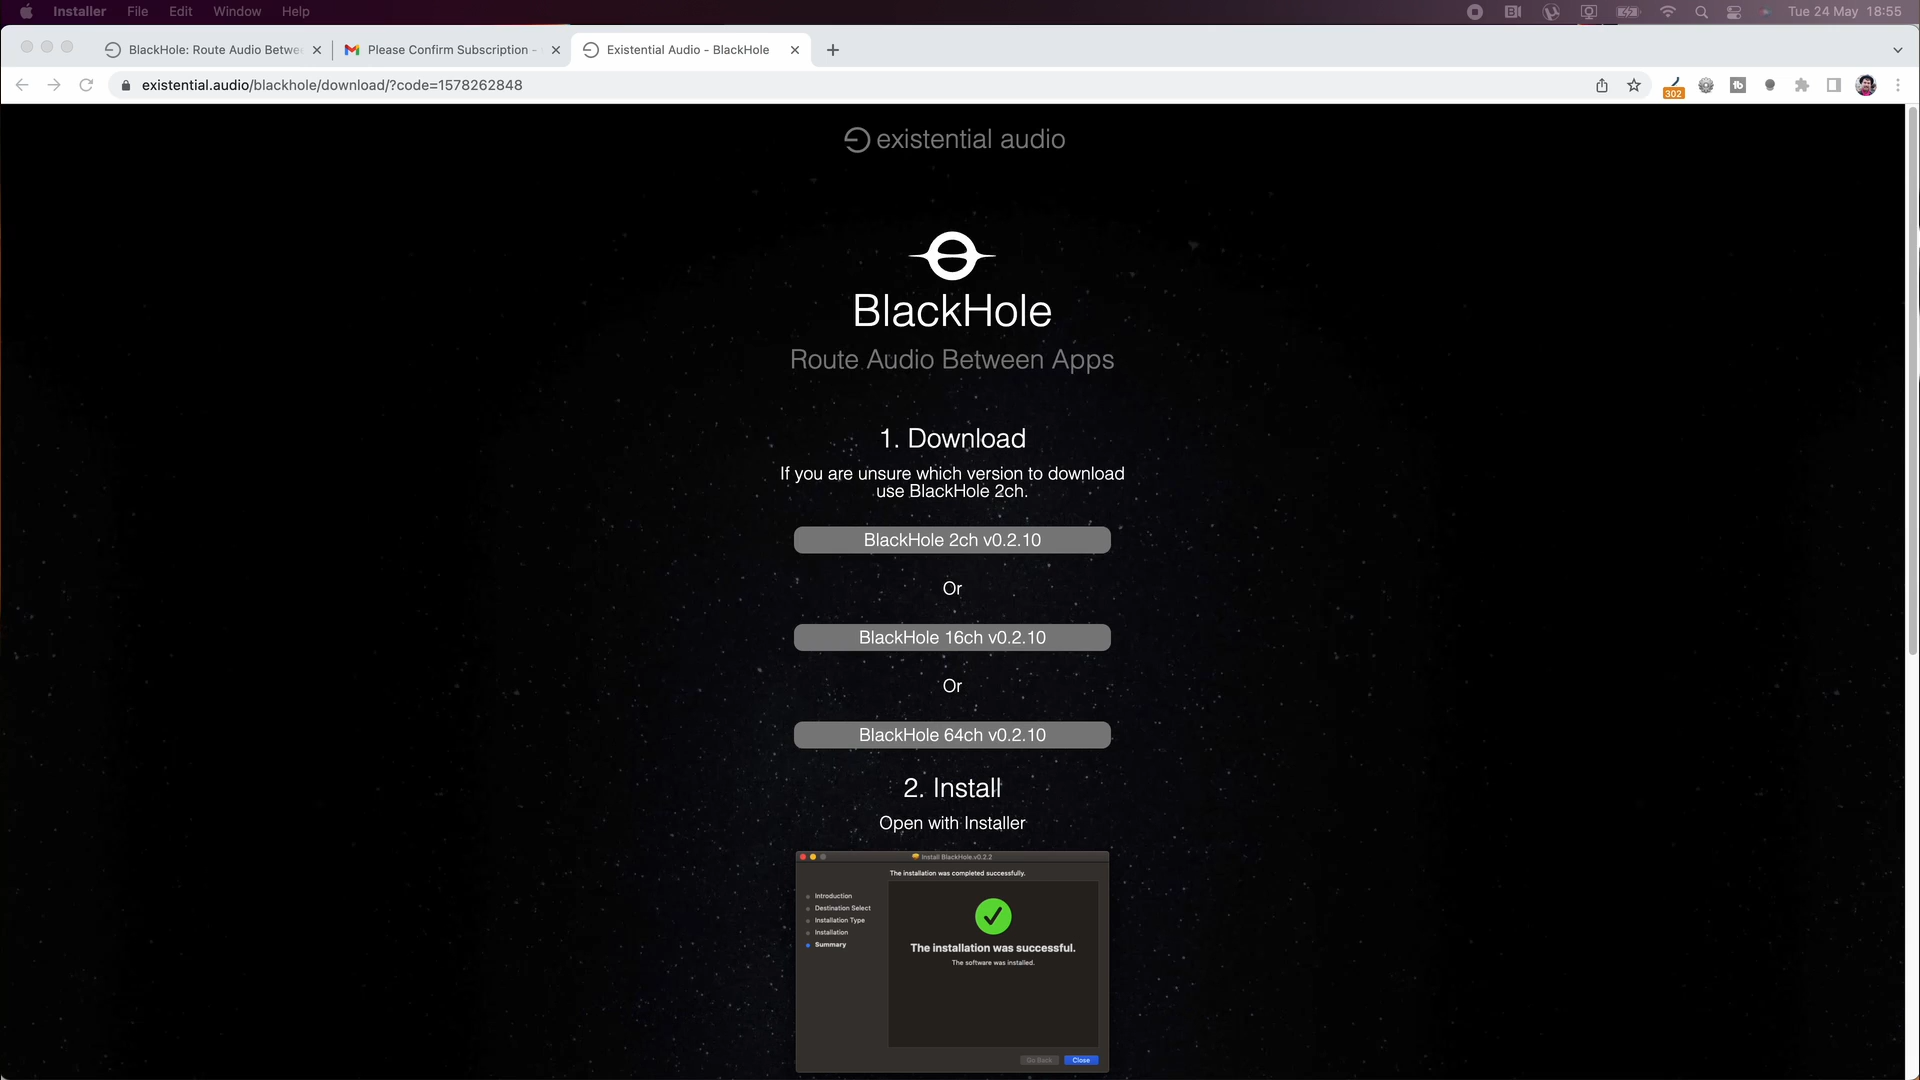 Installer File Edit Window Help Tue 24 May 18:55
BlackHole: Route Audio Betwee Please Confirm Subscription - Existential Audio - BlackHole
existential.audio/blackhole/download/?code=1578262848
302
existential audio
BlackHole
Route Audio Between Apps
1. Download
If you are unsure which version to download
use BlackHole 2ch.
BlackHole 2ch v0.2.10
Or
BlackHole 16ch v0.2.10
Or
BlackHole 64ch v0.2.10
2. Install
Open with Installer
Install BlackHole.v0.2.2
The installation was completed successfully.
Introduction
Destination Select
Installation Type
Installation
Summary
The installation was successful.
The software was installed.
Go Back Close